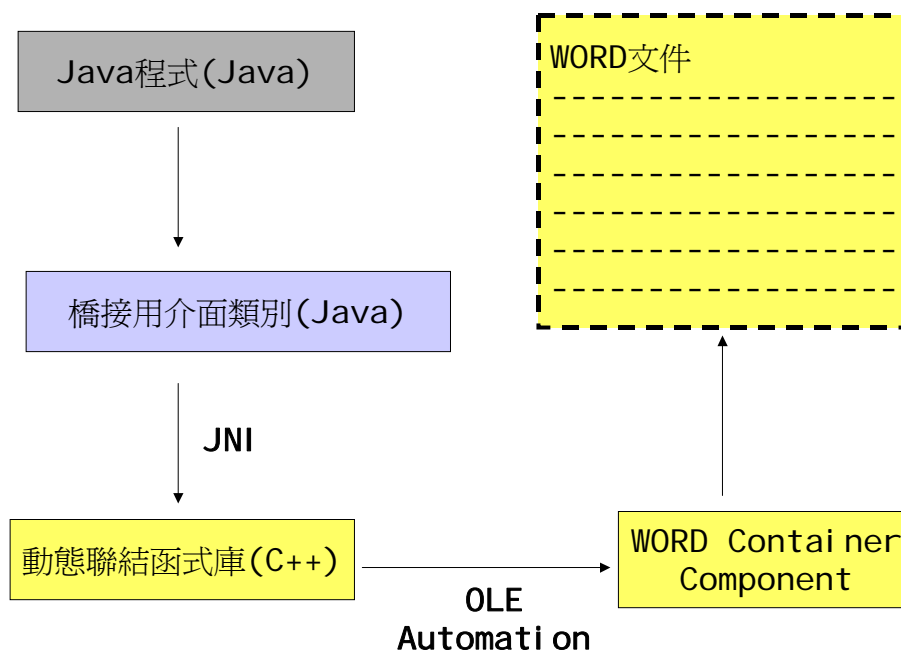 Java程式(Java)
WORD文件
橋接用介面類別(Java)
JNI
動態聯結函式庫(C++)
OLE
Automation
WORD Container
Component